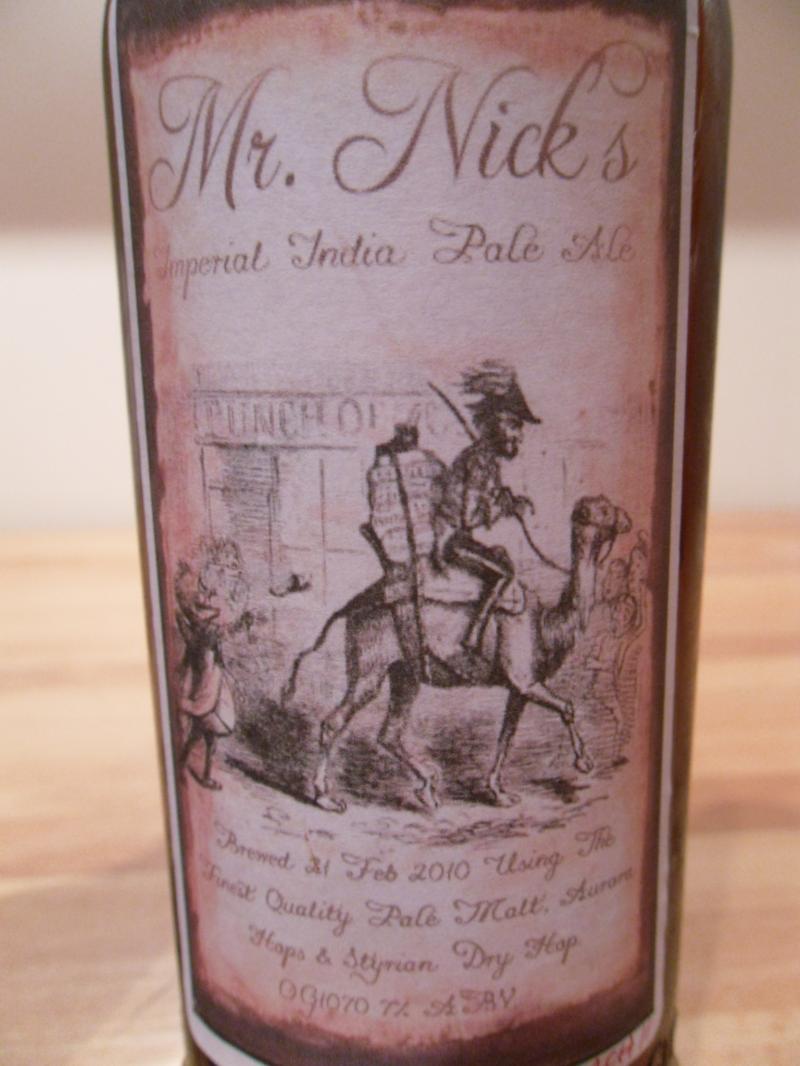 Mr. Nick's
Imperial India Pale Ale
PUNCH OF
Brewed 21 Feb 2010 Using The
Finest Quality Pale Malt, Aurora
Hops & Styrian Dry Hop
OG1070 7% ABV